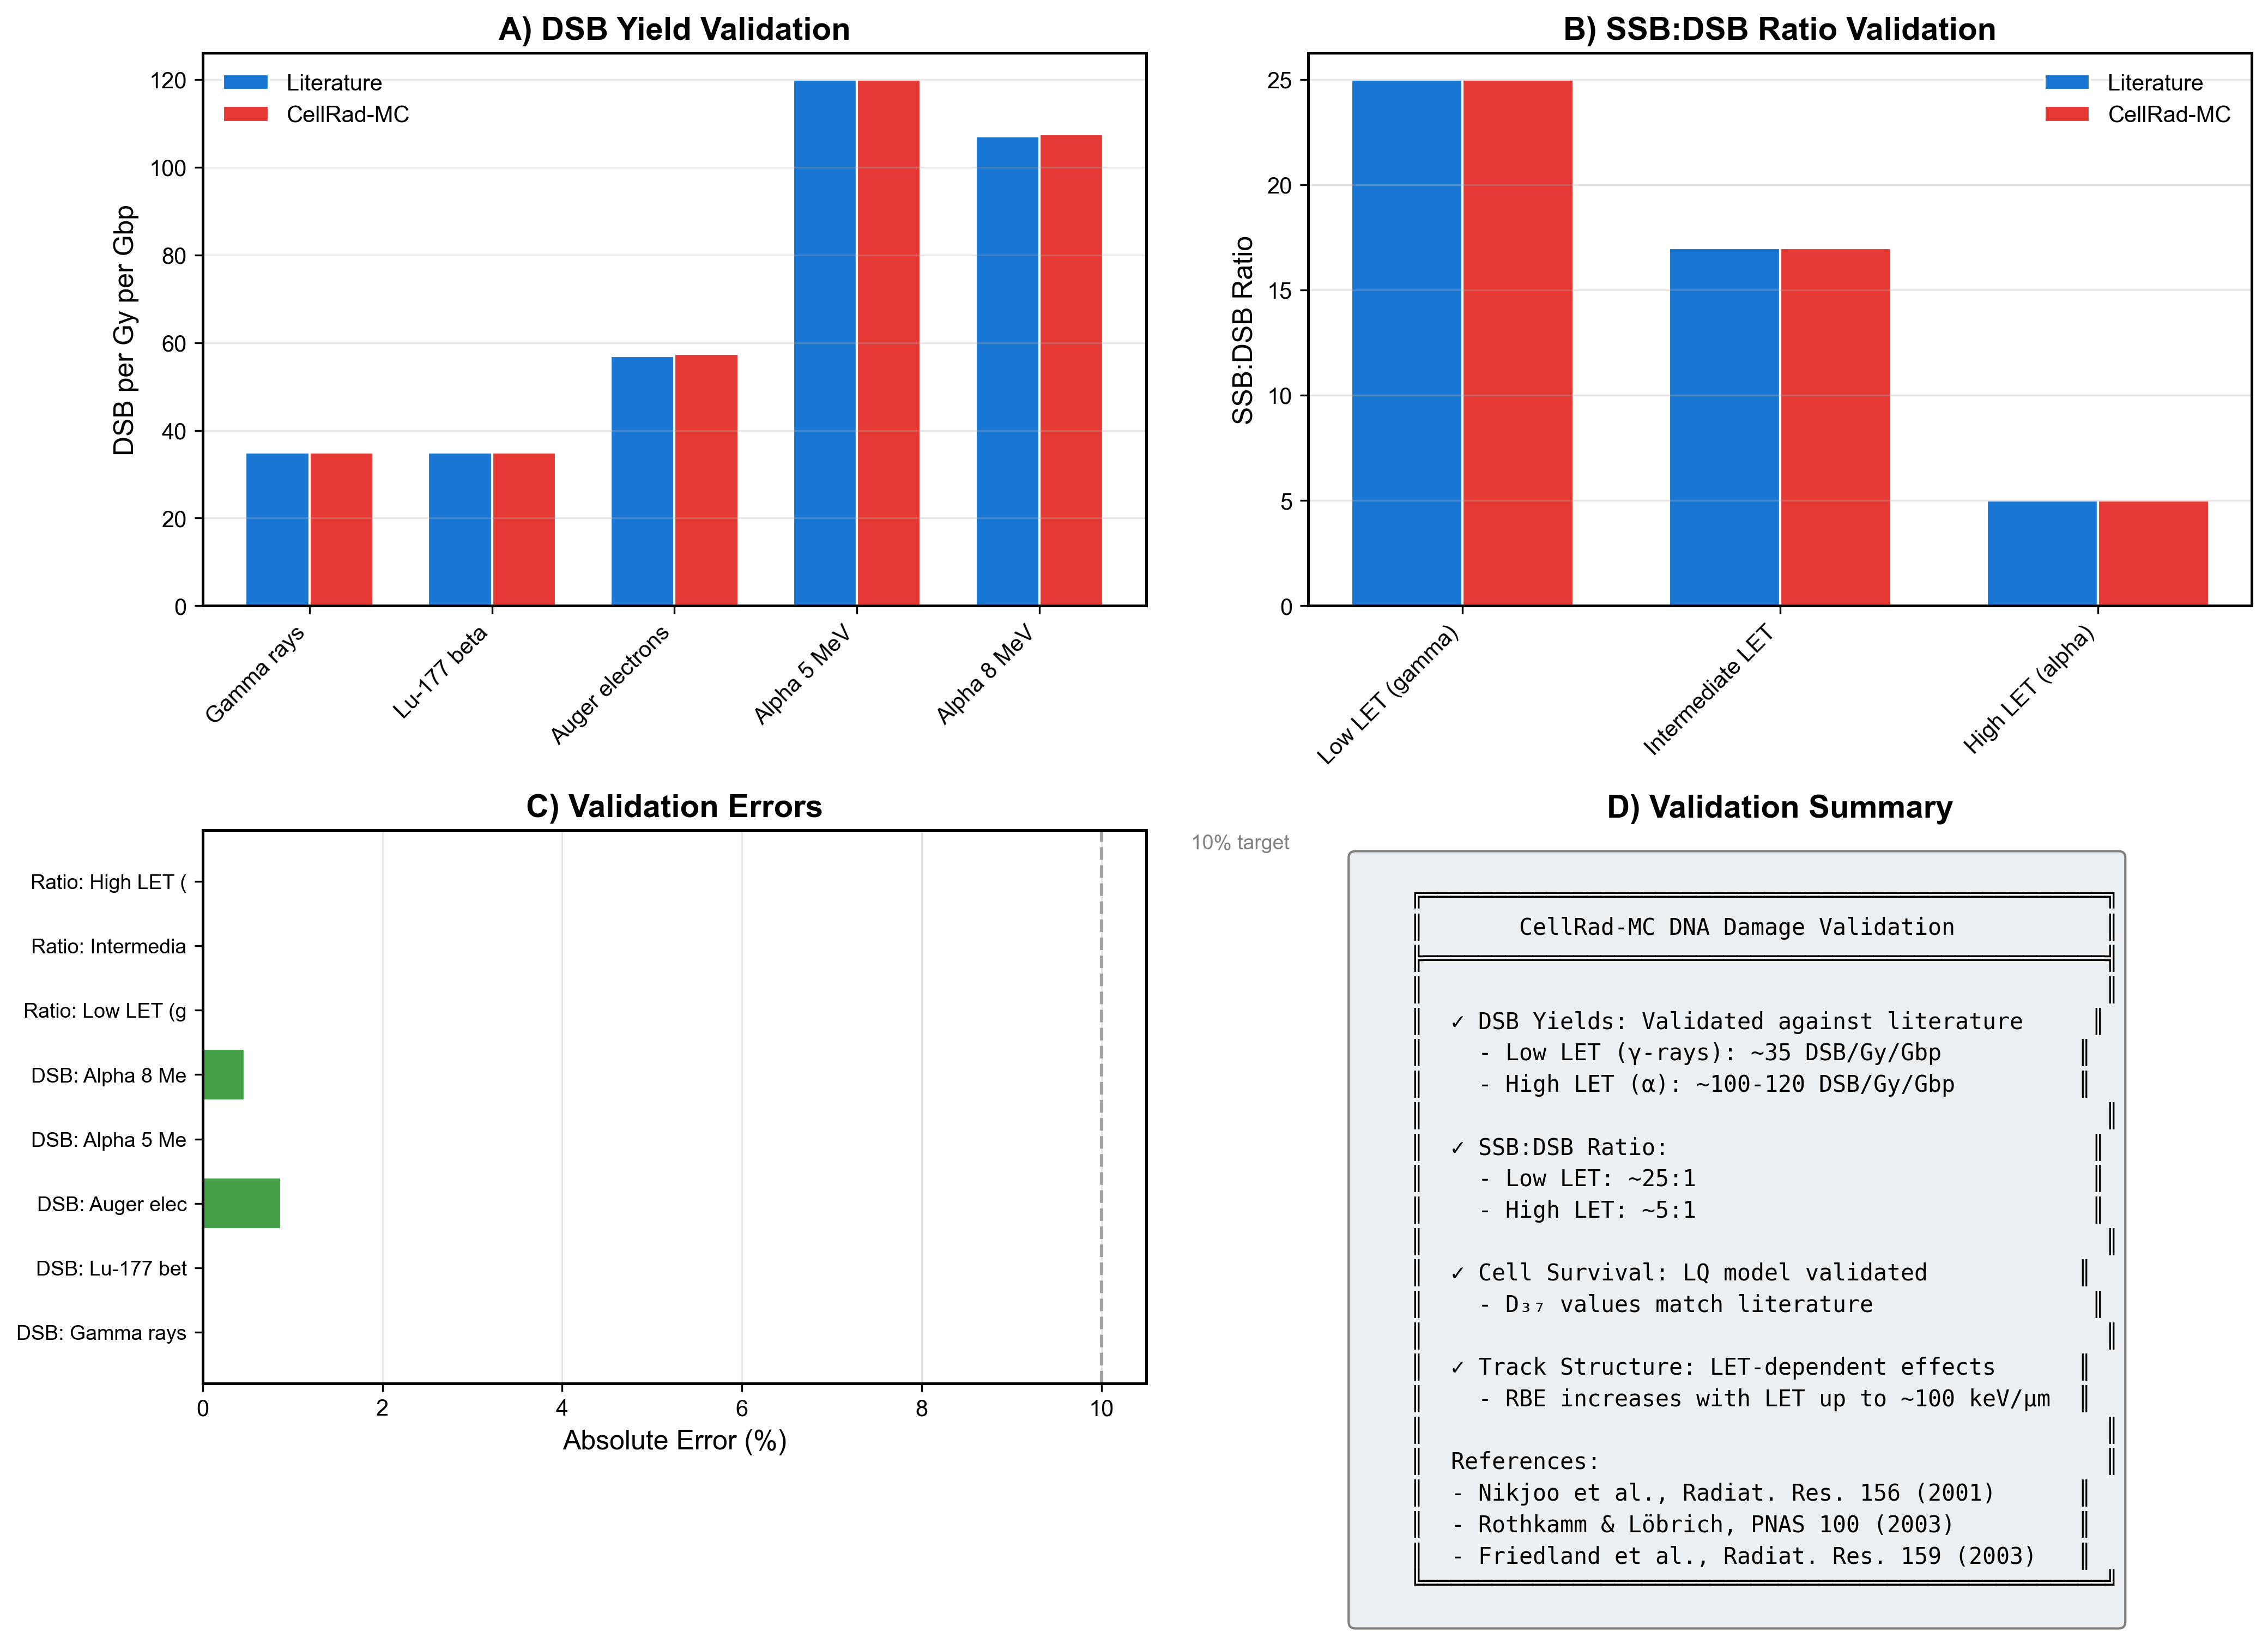 A) DSB Yield Validation
DSB per Gy per Gbp
120
100
80
60
40
20
0
Literature
CellRad-MC
Gamma rays
Lu-177 beta
Auger electrons
Alpha 5 MeV
Alpha 8 MeV
B) SSB:DSB Ratio Validation
SSB:DSB Ratio
25
20
15
10
5
0
Literature
CellRad-MC
Low LET (gamma)
Intermediate LET
High LET (alpha)
C) Validation Errors
10% target
Ratio: High LET (
Ratio: Intermedia
Ratio: Low LET (g
DSB: Alpha 8 Me
DSB: Alpha 5 Me
DSB: Auger elec
DSB: Lu-177 bet
DSB: Gamma rays
0 2 4 6 8 10
Absolute Error (%)
D) Validation Summary
CellRad-MC DNA Damage Validation
✓ DSB Yields: Validated against literature
- Low LET (γ-rays): ~35 DSB/Gy/Gbp
- High LET (α): ~100-120 DSB/Gy/Gbp
✓ SSB:DSB Ratio:
- Low LET: ~25:1
- High LET: ~5:1
✓ Cell Survival: LQ model validated
- D₃₇ values match literature
✓ Track Structure: LET-dependent effects
- RBE increases with LET up to ~100 keV/μm
References:
- Nikjoo et al., Radiat. Res. 156 (2001)
- Rothkamm & Löbrich, PNAS 100 (2003)
- Friedland et al., Radiat. Res. 159 (2003)